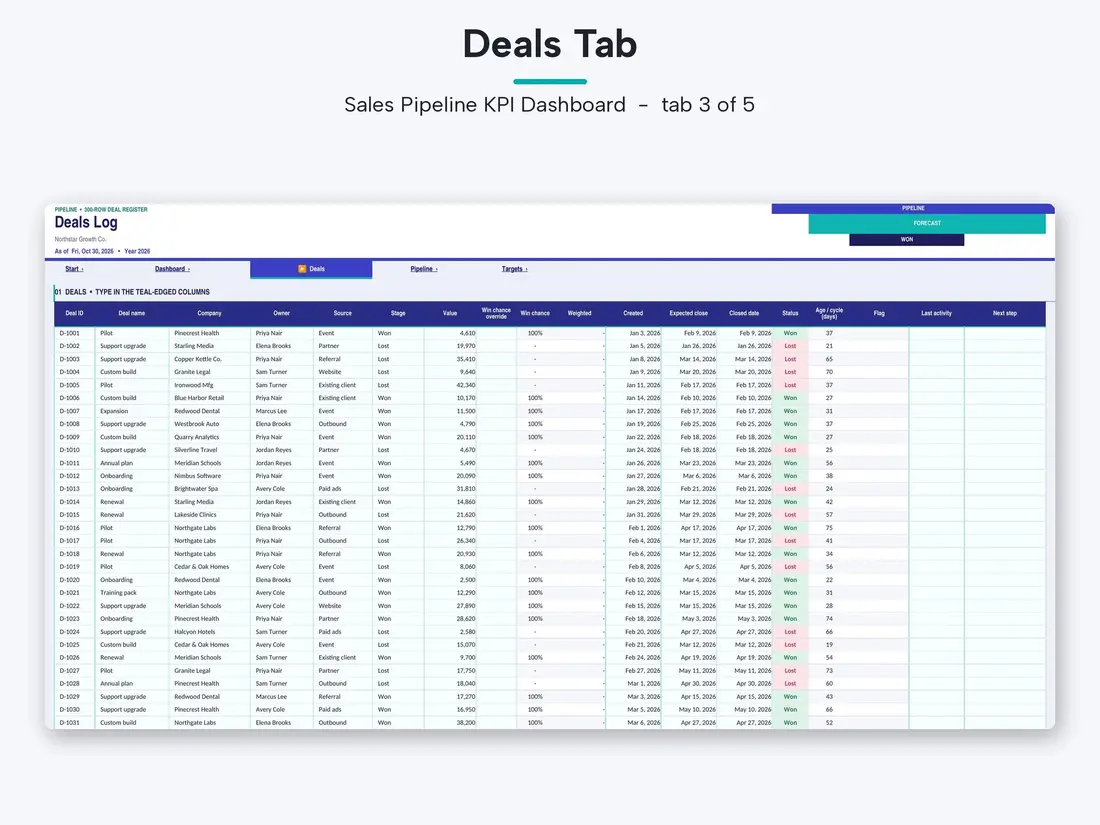 Deals Tab
Sales Pipeline KPI Dashboard – tab 3 of 5
PIPELINE • 300-ROW DEAL REGISTER
Deals Log
Northstar Growth Co.
As of Fri, Oct 30, 2026 • Year 2026
PIPELINE
FORECAST
WON
Start › Dashboard › Deals Pipeline › Targets ›
01 DEALS • TYPE IN THE TEAL-EDGED COLUMNS
Deal ID Deal name Company Owner Source Stage Value Win chance override Win chance Weighted Created Expected close Closed date Status Age / cycle (days) Flag Last activity Next step
D-1001 Pilot Pinecrest Health Priya Nair Event Won 4,610 100% - Jan 3, 2026 Feb 9, 2026 Feb 9, 2026 Won 37
D-1002 Support upgrade Starling Media Elena Brooks Partner Lost 19,970 - - Jan 5, 2026 Jan 26, 2026 Jan 26, 2026 Lost 21
D-1003 Support upgrade Copper Kettle Co. Priya Nair Referral Lost 35,410 - - Jan 8, 2026 Mar 14, 2026 Mar 14, 2026 Lost 65
D-1004 Custom build Granite Legal Sam Turner Website Lost 9,640 - - Jan 9, 2026 Mar 20, 2026 Mar 20, 2026 Lost 70
D-1005 Pilot Ironwood Mfg Sam Turner Existing client Lost 42,340 - - Jan 11, 2026 Feb 17, 2026 Feb 17, 2026 Lost 37
D-1006 Custom build Blue Harbor Retail Priya Nair Existing client Won 10,170 100% - Jan 14, 2026 Feb 10, 2026 Feb 10, 2026 Won 27
D-1007 Expansion Redwood Dental Marcus Lee Event Won 11,500 100% - Jan 17, 2026 Feb 17, 2026 Feb 17, 2026 Won 31
D-1008 Support upgrade Westbrook Auto Elena Brooks Outbound Won 4,790 100% - Jan 19, 2026 Feb 25, 2026 Feb 25, 2026 Won 37
D-1009 Custom build Quarry Analytics Priya Nair Event Won 20,110 100% - Jan 22, 2026 Feb 18, 2026 Feb 18, 2026 Won 27
D-1010 Support upgrade Silverline Travel Jordan Reyes Partner Lost 4,670 - - Jan 24, 2026 Feb 18, 2026 Feb 18, 2026 Lost 25
D-1011 Annual plan Meridian Schools Jordan Reyes Event Won 5,490 100% - Jan 26, 2026 Mar 23, 2026 Mar 23, 2026 Won 56
D-1012 Onboarding Nimbus Software Priya Nair Event Won 20,090 100% - Jan 27, 2026 Mar 6, 2026 Mar 6, 2026 Won 38
D-1013 Onboarding Brightwater Spa Avery Cole Paid ads Lost 31,810 - - Jan 28, 2026 Feb 21, 2026 Feb 21, 2026 Lost 24
D-1014 Renewal Starling Media Jordan Reyes Existing client Won 14,860 100% - Jan 29, 2026 Mar 12, 2026 Mar 12, 2026 Won 42
D-1015 Renewal Lakeside Clinics Priya Nair Outbound Lost 21,620 - - Jan 31, 2026 Mar 29, 2026 Mar 29, 2026 Lost 57
D-1016 Pilot Northgate Labs Elena Brooks Referral Won 12,790 100% - Feb 1, 2026 Apr 17, 2026 Apr 17, 2026 Won 75
D-1017 Pilot Northgate Labs Priya Nair Outbound Lost 26,340 - - Feb 4, 2026 Mar 17, 2026 Mar 17, 2026 Lost 41
D-1018 Renewal Northgate Labs Priya Nair Referral Won 20,930 100% - Feb 6, 2026 Mar 12, 2026 Mar 12, 2026 Won 34
D-1019 Pilot Cedar & Oak Homes Avery Cole Event Lost 8,060 - - Feb 8, 2026 Apr 5, 2026 Apr 5, 2026 Lost 56
D-1020 Onboarding Redwood Dental Elena Brooks Event Won 2,500 100% - Feb 10, 2026 Mar 4, 2026 Mar 4, 2026 Won 22
D-1021 Training pack Northgate Labs Avery Cole Outbound Won 12,290 100% - Feb 12, 2026 Mar 15, 2026 Mar 15, 2026 Won 31
D-1022 Support upgrade Meridian Schools Avery Cole Website Won 27,890 100% - Feb 15, 2026 Mar 15, 2026 Mar 15, 2026 Won 28
D-1023 Onboarding Pinecrest Health Priya Nair Partner Won 28,620 100% - Feb 18, 2026 May 3, 2026 May 3, 2026 Won 74
D-1024 Support upgrade Halcyon Hotels Sam Turner Paid ads Lost 2,580 - - Feb 20, 2026 Apr 27, 2026 Apr 27, 2026 Lost 66
D-1025 Custom build Cedar & Oak Homes Avery Cole Event Lost 15,070 - - Feb 21, 2026 Mar 12, 2026 Mar 12, 2026 Lost 19
D-1026 Renewal Meridian Schools Sam Turner Existing client Won 9,700 100% - Feb 24, 2026 Apr 19, 2026 Apr 19, 2026 Won 54
D-1027 Pilot Granite Legal Priya Nair Partner Lost 17,750 - - Feb 27, 2026 May 11, 2026 May 11, 2026 Lost 73
D-1028 Annual plan Pinecrest Health Sam Turner Outbound Lost 18,040 - - Mar 1, 2026 Apr 30, 2026 Apr 30, 2026 Lost 60
D-1029 Support upgrade Redwood Dental Marcus Lee Referral Won 17,270 100% - Mar 3, 2026 Apr 15, 2026 Apr 15, 2026 Won 43
D-1030 Support upgrade Pinecrest Health Avery Cole Paid ads Won 16,950 100% - Mar 5, 2026 May 10, 2026 May 10, 2026 Won 66
D-1031 Custom build Northgate Labs Elena Brooks Outbound Won 38,200 100% - Mar 6, 2026 Apr 27, 2026 Apr 27, 2026 Won 52